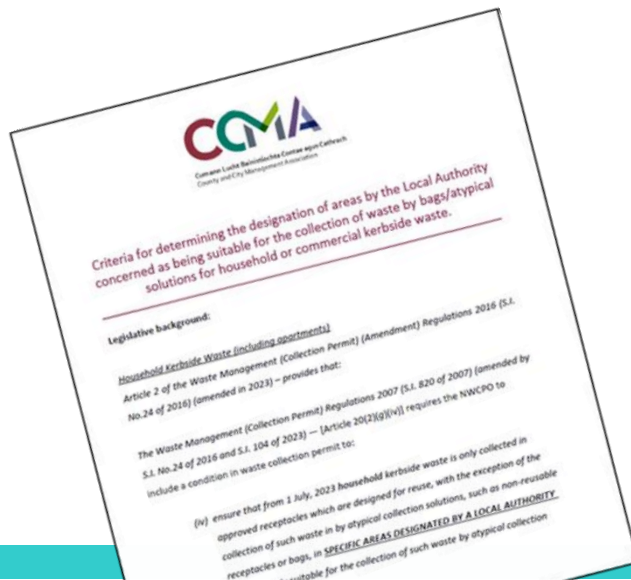 CCMA
Cumann Lucht Bainistíochta Contae agus Cathrach
County and City Management Association
Criteria for determining the designation of areas by the Local Authority
concerned as being suitable for the collection of waste by bags/atypical
solutions for household or commercial kerbside waste.
Legislative background:
Household Kerbside Waste (including apartments)
Article 2 of the Waste Management (Collection Permit) (Amendment) Regulations 2016 (S.I.
No.24 of 2016) (amended in 2023) – provides that:
The Waste Management (Collection Permit) Regulations 2007 (S.I. 820 of 2007) (amended by
S.I. No.24 of 2016 and S.I. 104 of 2023) — [Article 20(2)(g)(iv)] requires the NWCPO to
include a condition in waste collection permit to:
(iv) ensure that from 1 July, 2023 household kerbside waste is only collected in
approved receptacles which are designed for reuse, with the exception of the
collection of such waste in by atypical collection solutions, such as non-reusable
receptacles or bags, in SPECIFIC AREAS DESIGNATED BY A LOCAL AUTHORITY
suitable for the collection of such waste by atypical collection